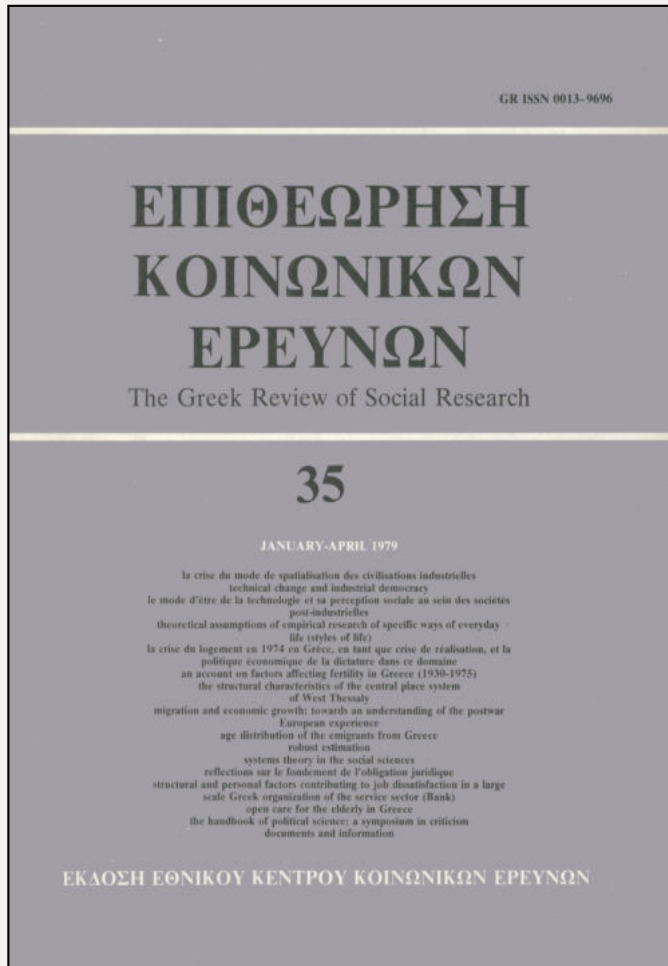 GR ISSN 0013-9696
ΕΠΙΘΕΩΡΗΣΗ
ΚΟΙΝΩΝΙΚΩΝ
ΕΡΕΥΝΩΝ
The Greek Review of Social Research
35
JANUARY-APRIL 1979
la crise du mode de spatialisation des civilisations industrielles
technical change and industrial democracy
le mode d'être de la technologie et sa perception sociale au sein des sociétés
post-industrielles
theoretical assumptions of empirical research of specific ways of everyday
life (styles of life)
la crise du logement en 1974 en Grèce, en tant que crise de réalisation, et la
politique économique de la dictature dans ce domaine
an account on factors affecting fertility in Greece (1930-1975)
the structural characteristics of the central place system
of West Thessaly
migration and economic growth: towards an understanding of the postwar
European experience
age distribution of the emigrants from Greece
robust estimation
systems theory in the social sciences
reflections sur le fondement de l'obligation juridique
structural and personal factors contributing to job dissatisfaction in a large
scale Greek organization of the service sector (Bank)
open care for the elderly in Greece
the handbook of political science: a symposium in criticism
documents and information
ΕΚΔΟΣΗ ΕΘΝΙΚΟΥ ΚΕΝΤΡΟΥ ΚΟΙΝΩΝΙΚΩΝ ΕΡΕΥΝΩΝ